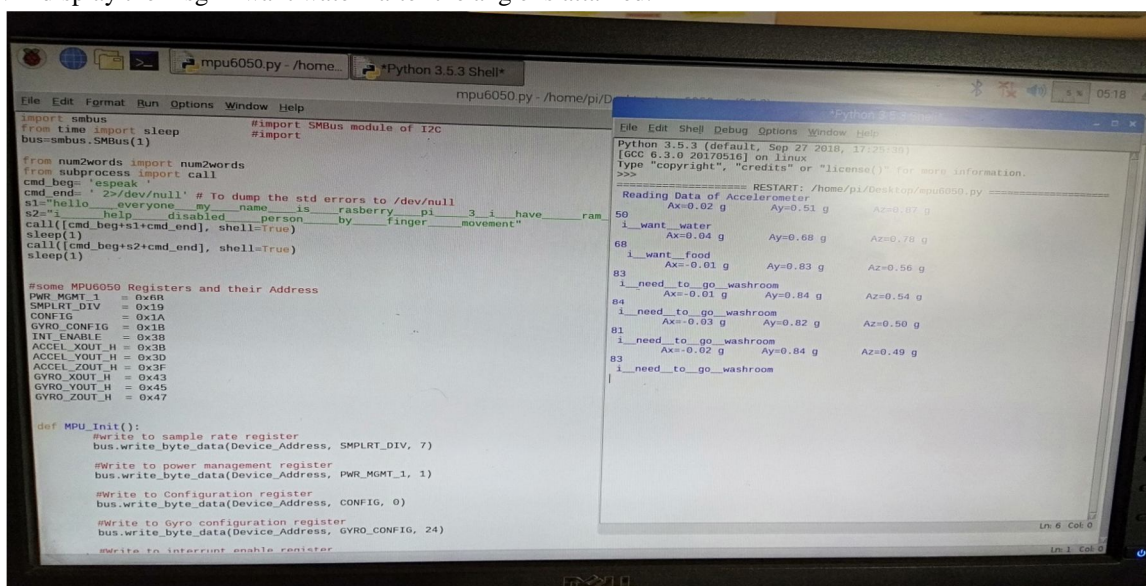 mpu6050.py - /home...
*Python 3.5.3 Shell*
5 %
05:18
mpu6050.py - /home/pi/D
File Edit Format Run Options Window Help
import smbus #import SMBus module of I2C
from time import sleep #import
bus=smbus.SMBus(1)
from num2words import num2words
from subprocess import call
cmd_beg= 'espeak '
cmd_end= ' 2>/dev/null' # To dump the std errors to /dev/null
s1="hello____everyone___my____name____is____rasberry____pi____3__i__have____ram_
s2="i____help____disabled____person____by____finger____movement"
call([cmd_beg+s1+cmd_end], shell=True)
sleep(1)
call([cmd_beg+s2+cmd_end], shell=True)
sleep(1)
#some MPU6050 Registers and their Address
PWR_MGMT_1 = 0x6B
SMPLRT_DIV = 0x19
CONFIG = 0x1A
GYRO_CONFIG = 0x1B
INT_ENABLE = 0x38
ACCEL_XOUT_H = 0x3B
ACCEL_YOUT_H = 0x3D
ACCEL_ZOUT_H = 0x3F
GYRO_XOUT_H = 0x43
GYRO_YOUT_H = 0x45
GYRO_ZOUT_H = 0x47
def MPU_Init():
#write to sample rate register
bus.write_byte_data(Device_Address, SMPLRT_DIV, 7)
#Write to power management register
bus.write_byte_data(Device_Address, PWR_MGMT_1, 1)
#Write to Configuration register
bus.write_byte_data(Device_Address, CONFIG, 0)
#Write to Gyro configuration register
bus.write_byte_data(Device_Address, GYRO_CONFIG, 24)
#Write to interrupt enable register
*Python 3.5.3 Shell*
File Edit Shell Debug Options Window Help
Python 3.5.3 (default, Sep 27 2018, 17:25:39)
[GCC 6.3.0 20170516] on linux
Type "copyright", "credits" or "license()" for more information.
>>>
=================== RESTART: /home/pi/Desktop/mpu6050.py ===================
Reading Data of Accelerometer
Ax=0.02 g Ay=0.51 g Az=0.87 g
50
i__want__water
Ax=0.04 g Ay=0.68 g Az=0.78 g
68
i__want__food
Ax=-0.01 g Ay=0.83 g Az=0.56 g
83
i__need__to__go__washroom
Ax=-0.01 g Ay=0.84 g Az=0.54 g
84
i__need__to__go__washroom
Ax=-0.03 g Ay=0.82 g Az=0.50 g
81
i__need__to__go__washroom
Ax=-0.02 g Ay=0.84 g Az=0.49 g
83
i__need__to__go__washroom
Ln: 6 Col: 0
Ln: 1 Col: 0
DELL